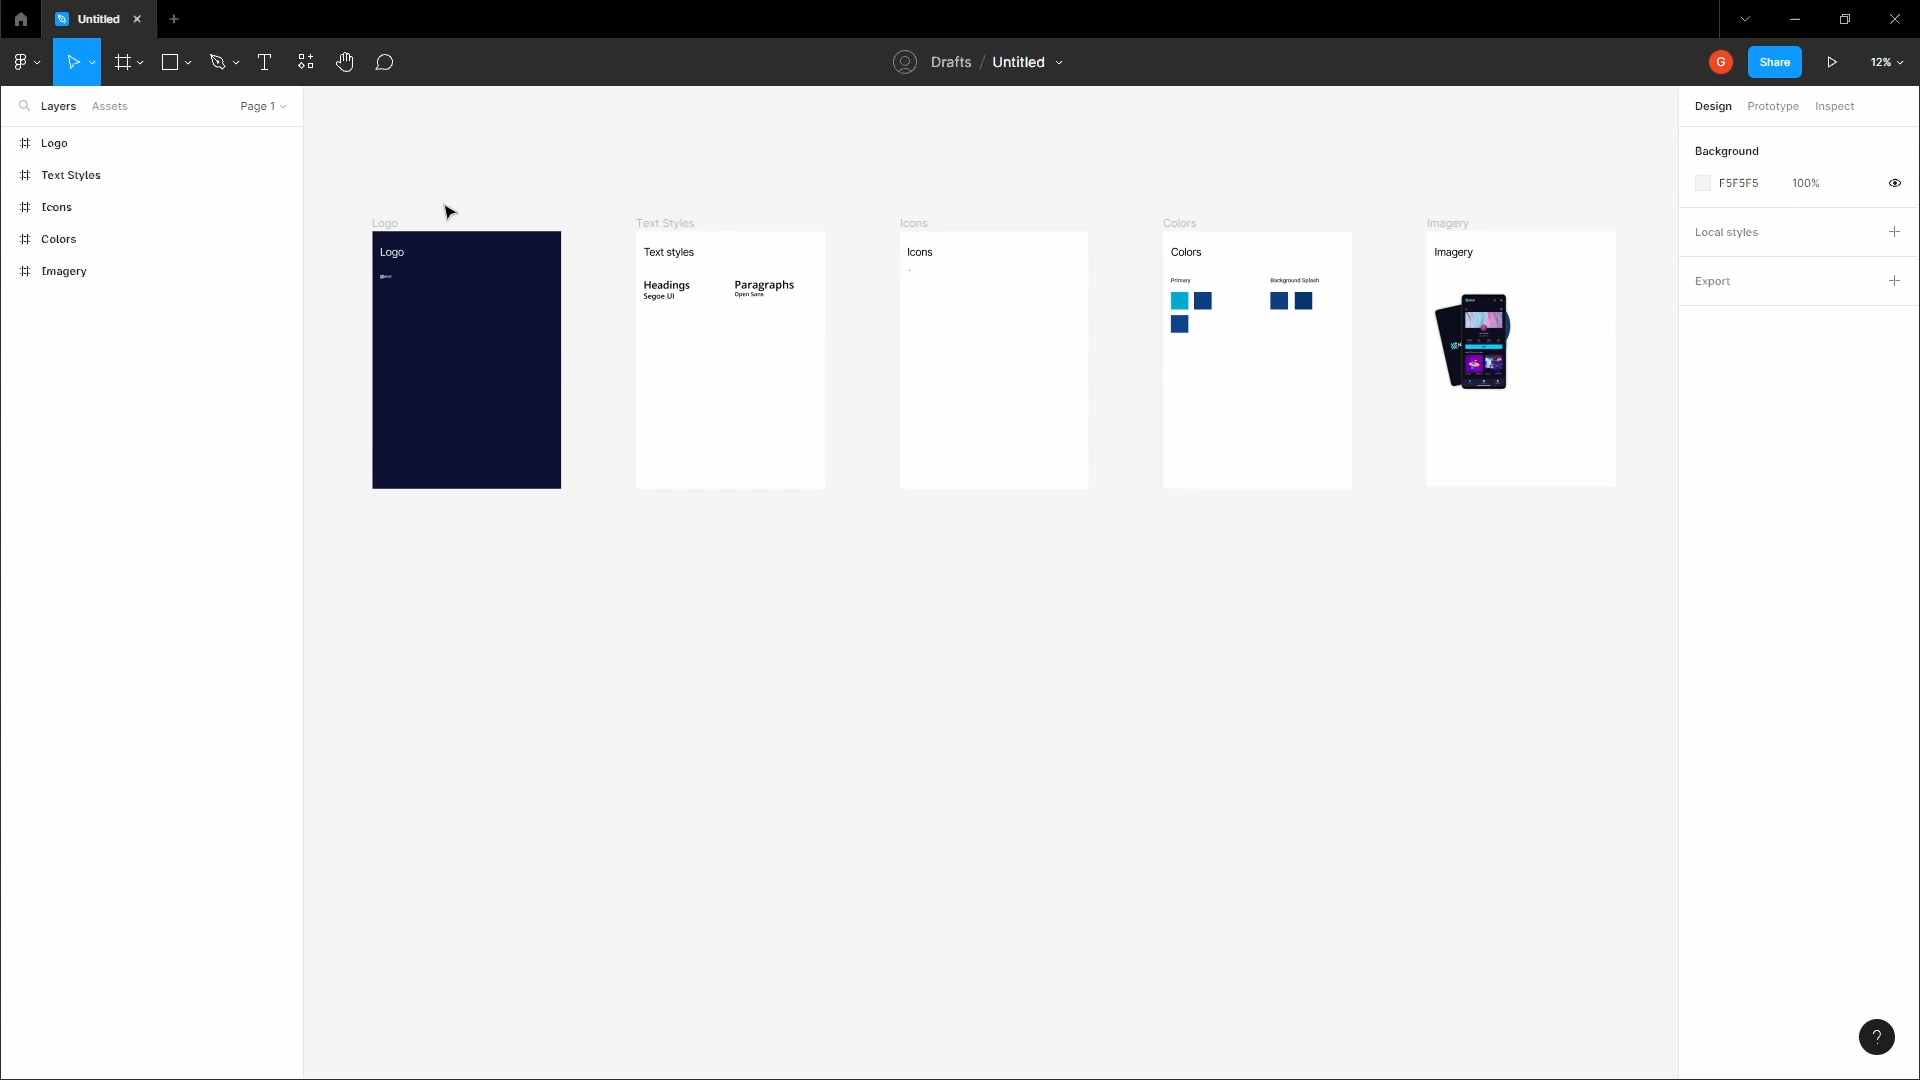 Untitled
Drafts / Untitled
G
Share
12%
Layers
Assets
Page 1
Logo
Text Styles
Icons
Colors
Imagery
Logo
Logo
Text Styles
Text styles
Headings
Segoe UI
Paragraphs
Open Sans
Icons
Icons
Colors
Colors
Primary
Background Splash
Imagery
Imagery
Design
Prototype
Inspect
Background
F5F5F5
100%
Local styles
Export
?